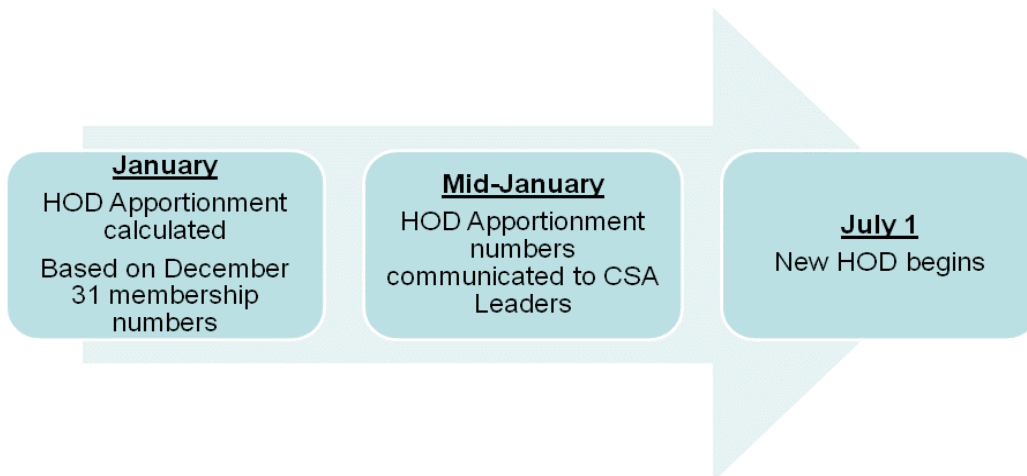 January
HOD Apportionment
calculated
Based on December
31 membership
numbers
Mid-January
HOD Apportionment
numbers
communicated to CSA
Leaders
July 1
New HOD begins